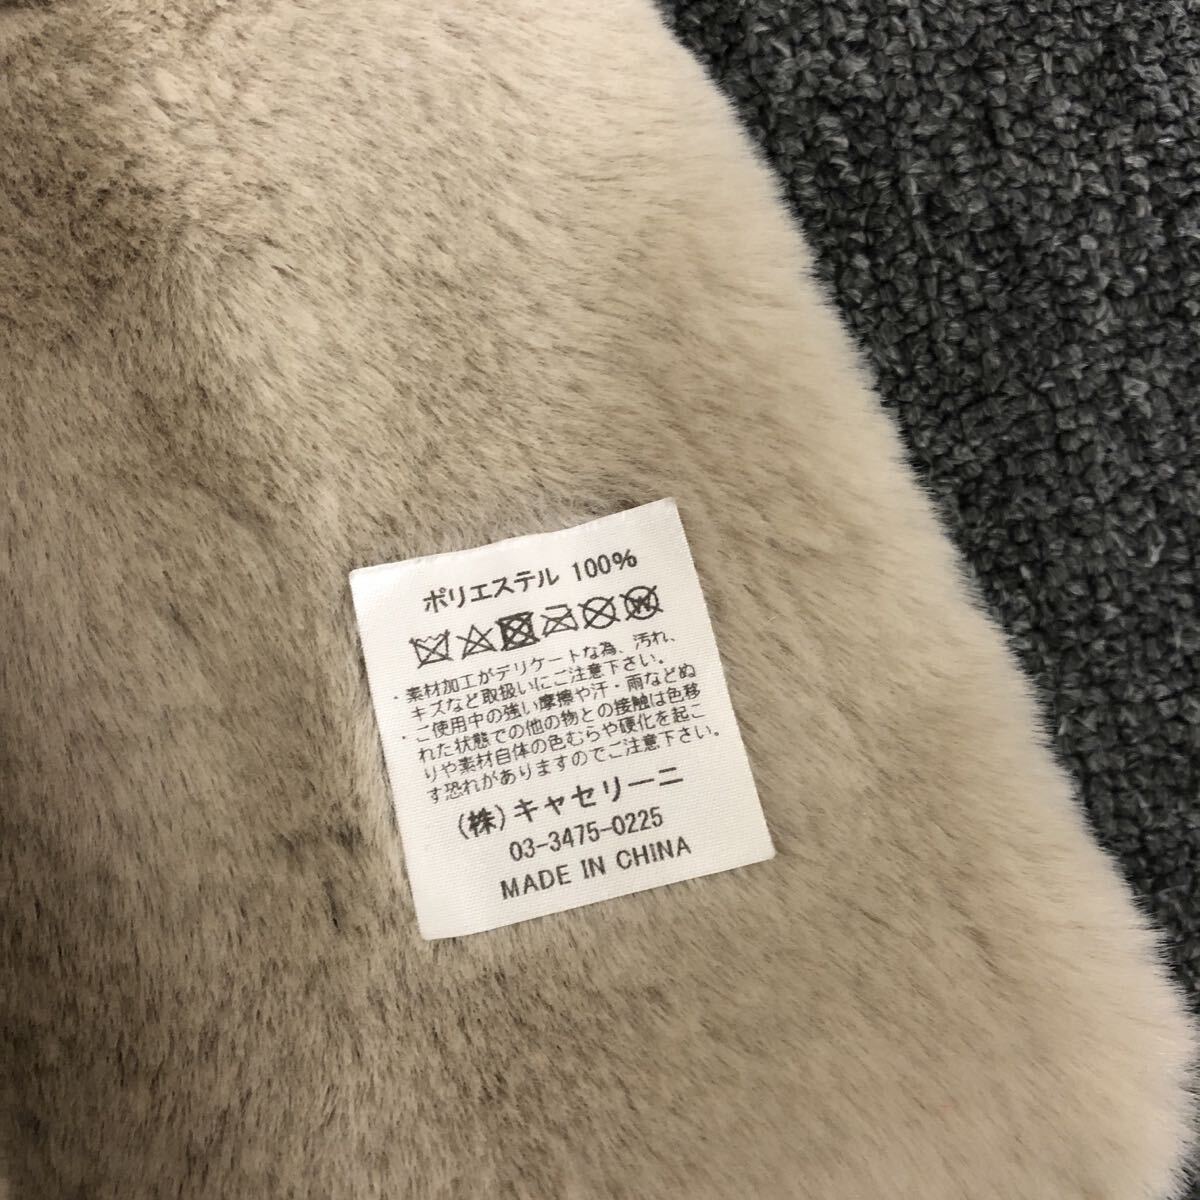 ポリエステル 100%
・素材加工がデリケートな為、汚れ、
キズなど取扱いにご注意下さい。
・ご使用中の強い摩擦や汗・雨などぬ
れた状態での他の物との接触は色移
りや素材自体の色むらや硬化を起こ
す恐れがありますのでご注意下さい。
(株)キャセリーニ
03-3475-0225
MADE IN CHINA